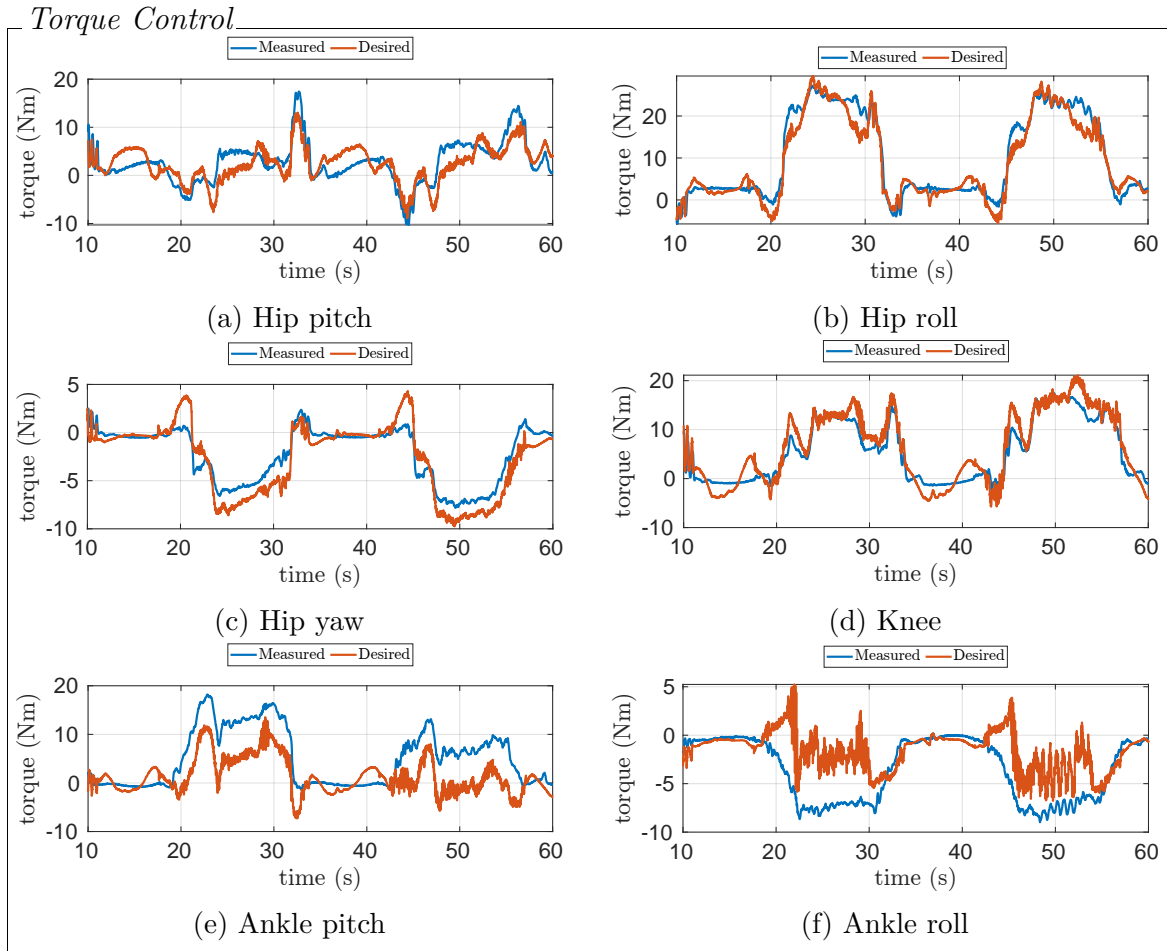 Torque Control
Measured Desired
Measured Desired
20
10
0
-10
torque (Nm)
10 20 30 40 50 60
time (s)
(a) Hip pitch
20
10
0
torque (Nm)
10 20 30 40 50 60
time (s)
(b) Hip roll
Measured Desired
Measured Desired
5
0
-5
-10
torque (Nm)
10 20 30 40 50 60
time (s)
(c) Hip yaw
20
10
0
-10
torque (Nm)
10 20 30 40 50 60
time (s)
(d) Knee
Measured Desired
Measured Desired
20
10
0
-10
torque (Nm)
10 20 30 40 50 60
time (s)
(e) Ankle pitch
5
0
-5
-10
torque (Nm)
10 20 30 40 50 60
time (s)
(f) Ankle roll